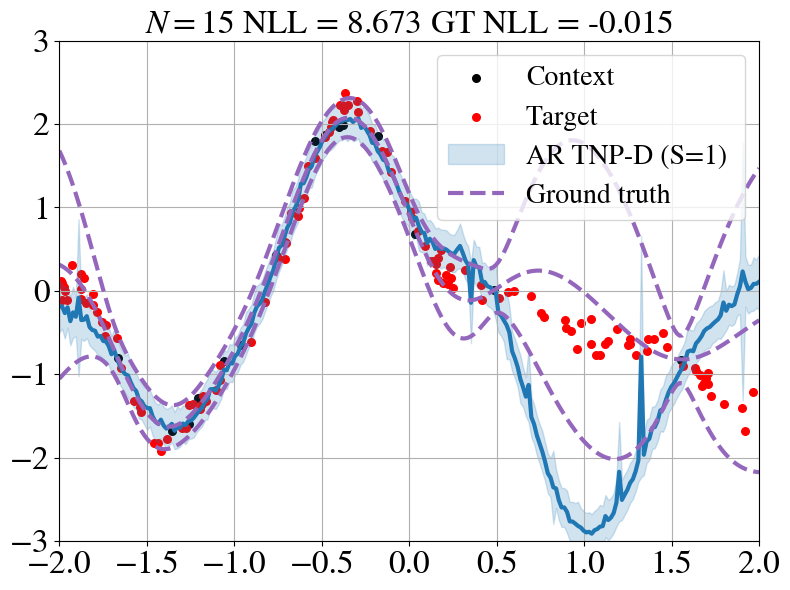 N = 15 NLL = 8.673 GT NLL = -0.015
3
2
1
0
−1
−2
−3
Context
Target
AR TNP-D (S=1)
Ground truth
−2.0 −1.5 −1.0 −0.5 0.0 0.5 1.0 1.5 2.0